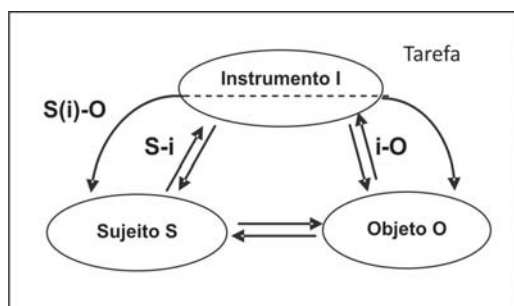 Tarefa
Instrumento I
S(i)-O
S-i
i-O
Sujeito S
Objeto O